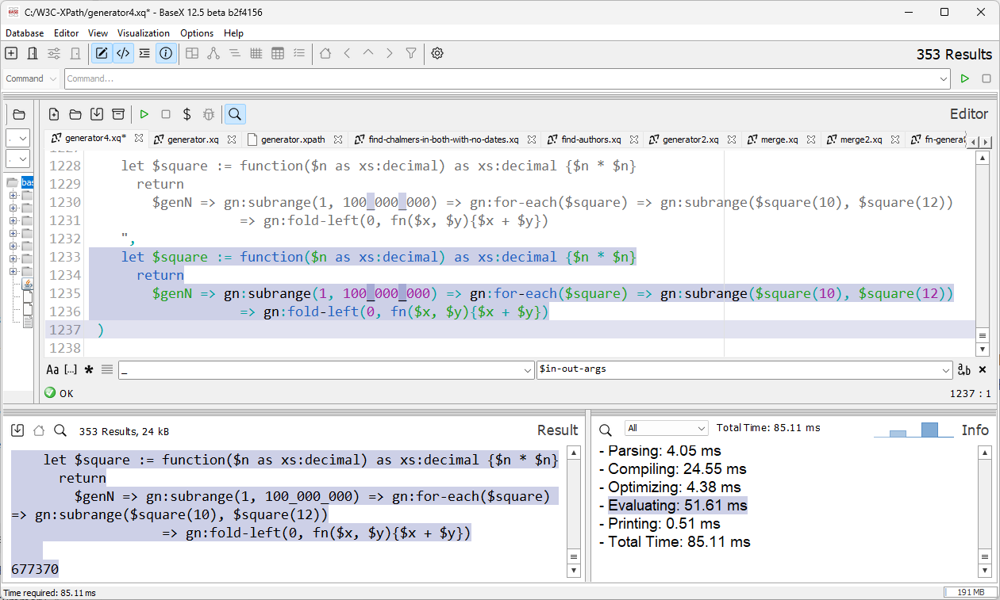 C:/W3C-XPath/generator4.xq* - BaseX 12.5 beta b2f4156
Database Editor View Visualization Options Help
353 Results
Command Command...
Editor
generator4.xq* generator.xq generator.xpath find-chalmers-in-both-with-no-dates.xq find-authors.xq generator2.xq merge.xq merge2.xq fn-general
1228 let $square := function($n as xs:decimal) as xs:decimal {$n * $n}
1229 return
1230 $genN => gn:subrange(1, 100_000_000) => gn:for-each($square) => gn:subrange($square(10), $square(12))
1231 => gn:fold-left(0, fn($x, $y){$x + $y})
1232 ",
1233 let $square := function($n as xs:decimal) as xs:decimal {$n * $n}
1234 return
1235 $genN => gn:subrange(1, 100_000_000) => gn:for-each($square) => gn:subrange($square(10), $square(12))
1236 => gn:fold-left(0, fn($x, $y){$x + $y})
1237 )
1238
Aa [...] * _ $in-out-args
OK 1237 : 1
353 Results, 24 kB Result
let $square := function($n as xs:decimal) as xs:decimal {$n * $n}
return
$genN => gn:subrange(1, 100_000_000) => gn:for-each($square)
=> gn:subrange($square(10), $square(12))
=> gn:fold-left(0, fn($x, $y){$x + $y})
677370
All Total Time: 85.11 ms Info
- Parsing: 4.05 ms
- Compiling: 24.55 ms
- Optimizing: 4.38 ms
- Evaluating: 51.61 ms
- Printing: 0.51 ms
- Total Time: 85.11 ms
Time required: 85.11 ms 191 MB